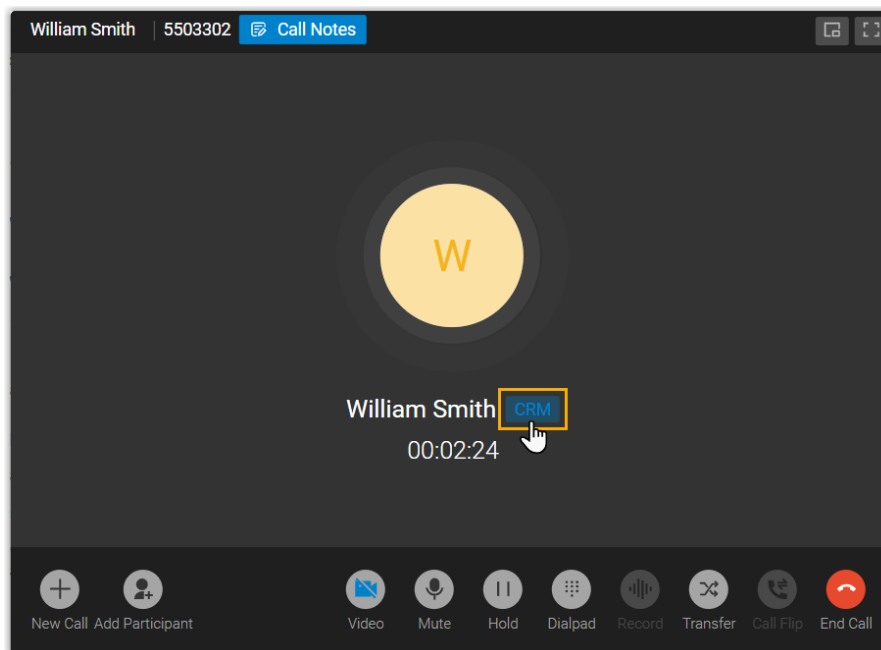 William Smith 5503302 Call Notes
W
William Smith CRM
00:02:24
New Call Add Participant Video Mute Hold Dialpad Record Transfer Call Flip End Call